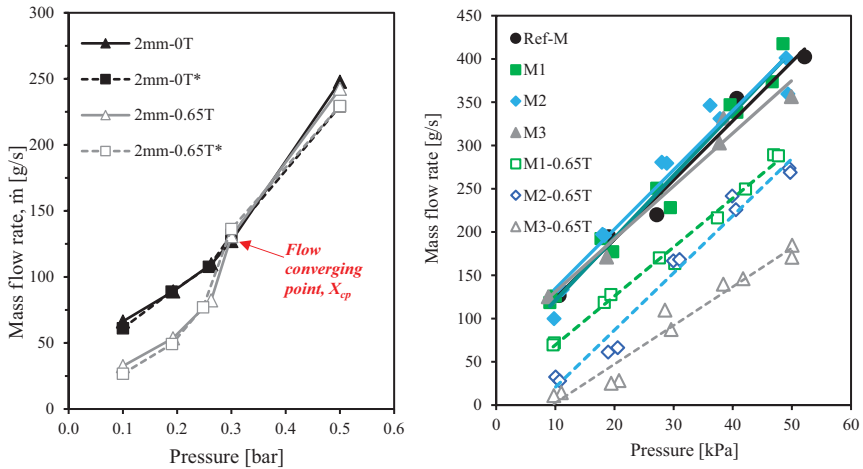 300
250
200
150
100
50
0
0.0 0.1 0.2 0.3 0.4 0.5 0.6
Mass flow rate, ṁ [g/s]
Pressure [bar]
2mm-0T
2mm-0T*
2mm-0.65T
2mm-0.65T*
Flow
converging
point, X_cp
450
400
350
300
250
200
150
100
50
0
0 10 20 30 40 50 60
Mass flow rate [g/s]
Pressure [kPa]
Ref-M
M1
M2
M3
M1-0.65T
M2-0.65T
M3-0.65T